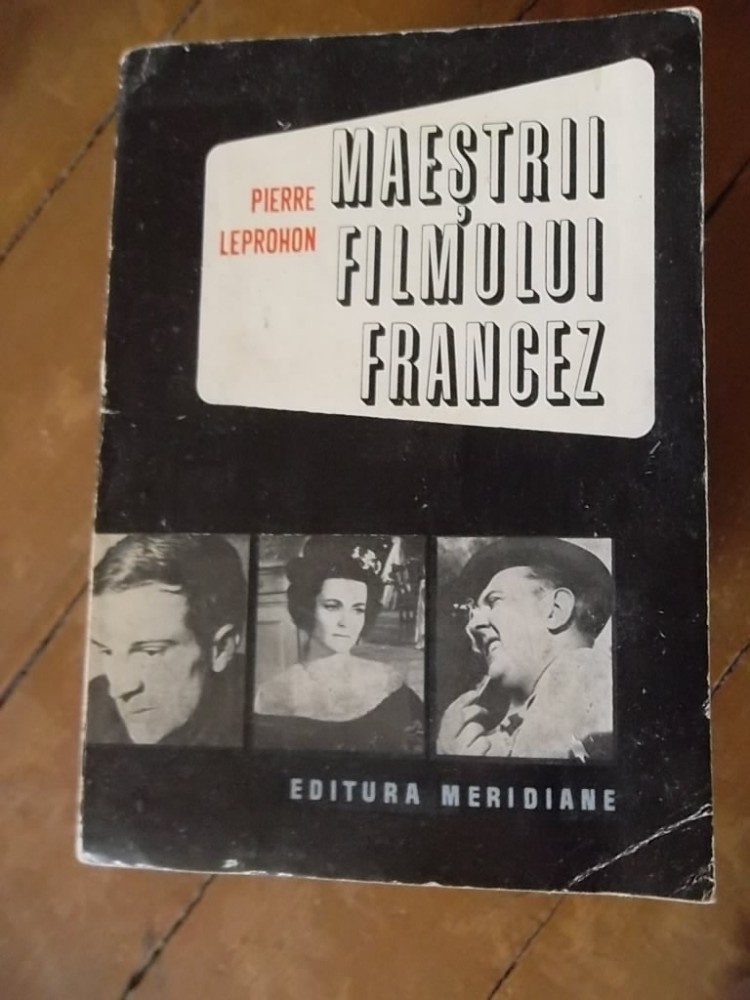 PIERRE
LEPROHON
MAEȘTRII
FILMULUI
FRANCEZ
EDITURA MERIDIANE